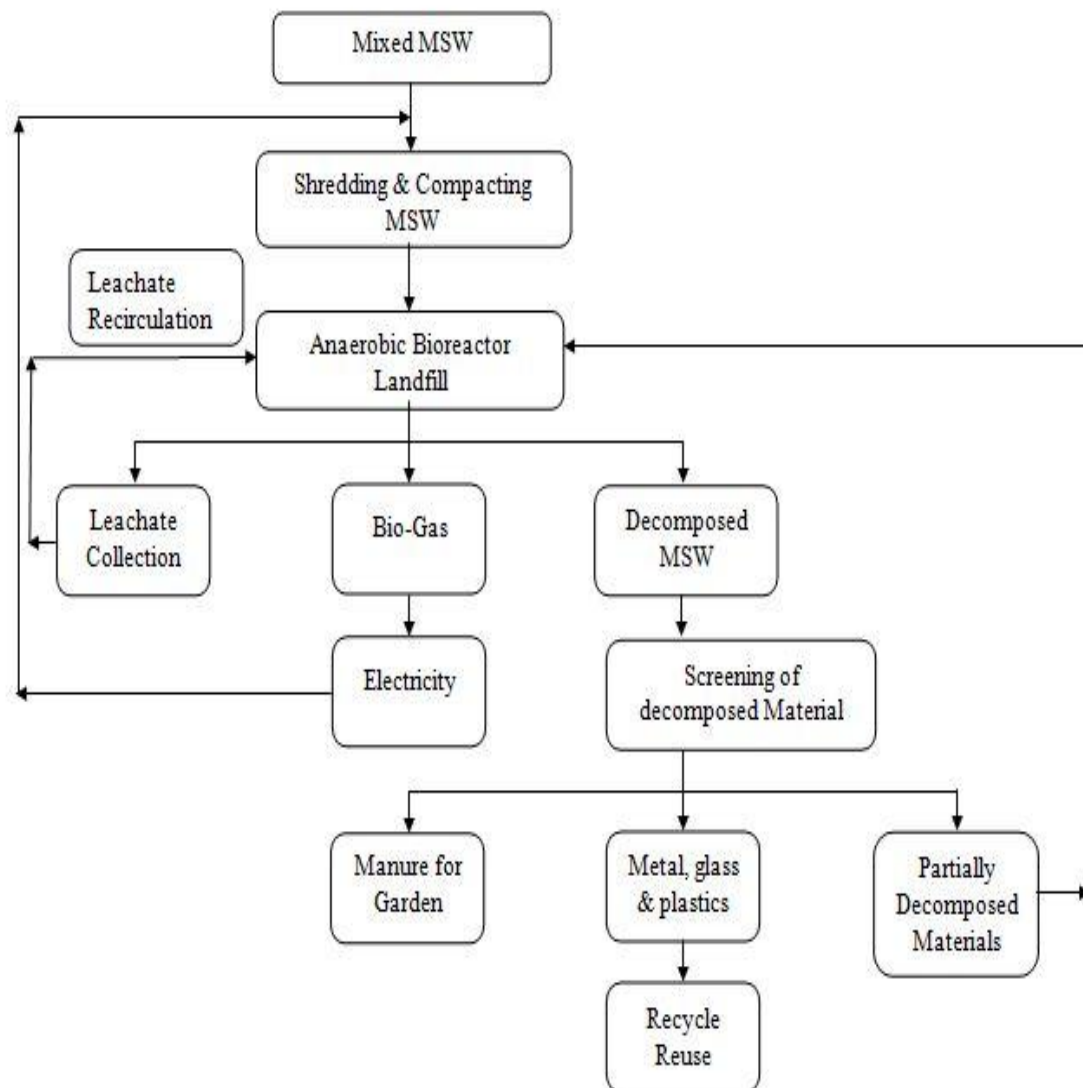 Mixed MSW
Shredding & Compacting
MSW
Leachate
Recirculation
Anaerobic Bioreactor
Landfill
Leachate
Collection
Bio-Gas
Decomposed
MSW
Electricity
Screening of
decomposed Material
Manure for
Garden
Metal, glass
& plastics
Partially
Decomposed
Materials
Recycle
Reuse